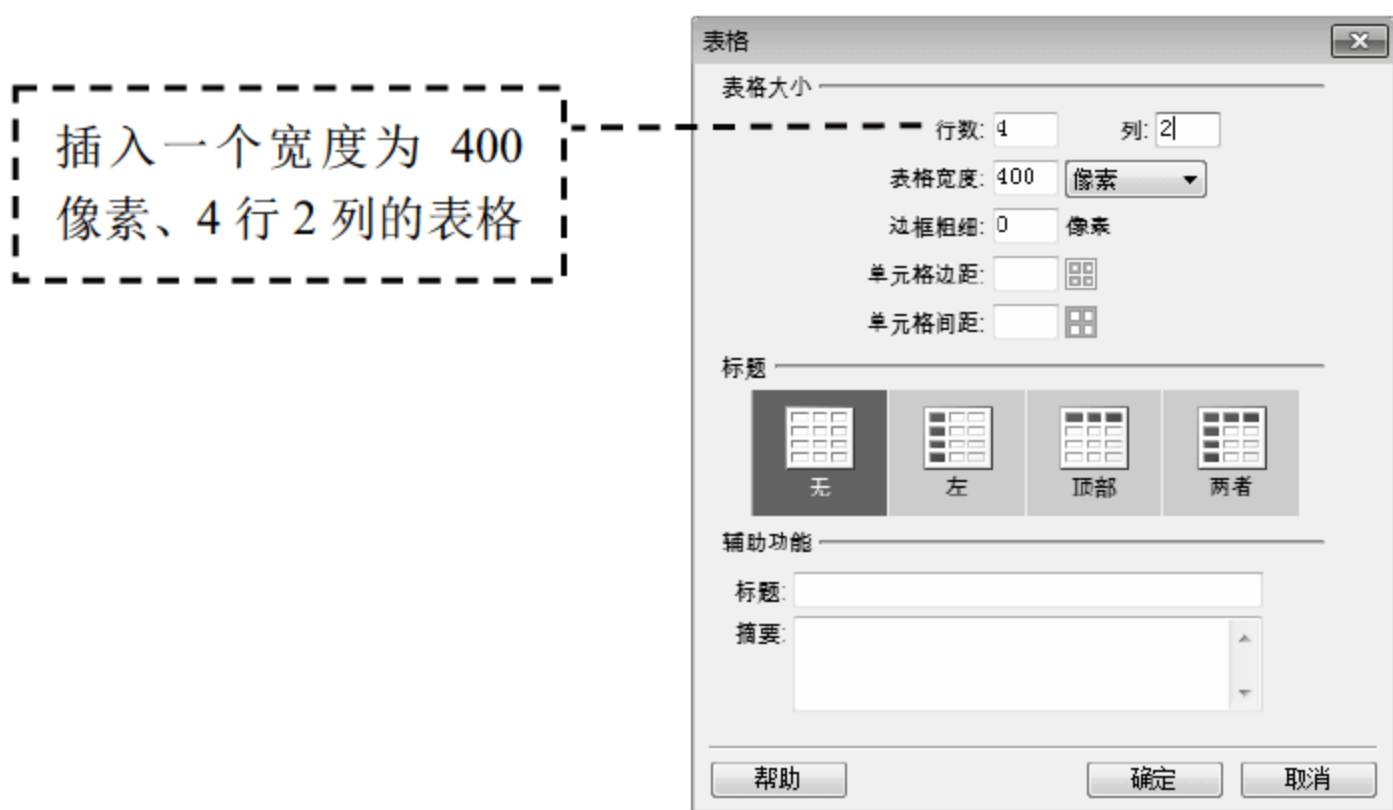 表格
表格大小
插入一个宽度为 400
像素、4 行 2 列的表格
行数: 4 列: 2
表格宽度: 400 像素
边框粗细: 0 像素
单元格边距:
单元格间距:
标题
无 左 顶部 两者
辅助功能
标题:
摘要:
帮助 确定 取消